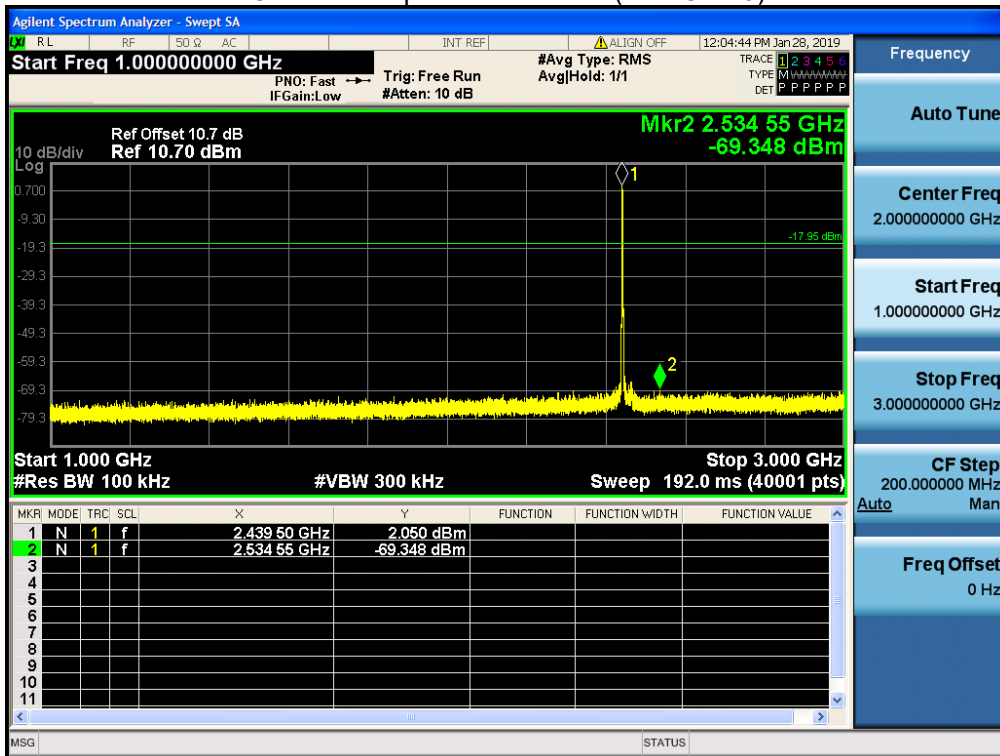 Agilent Spectrum Analyzer - Swept SA
LXI RL RF 50 Ω AC INT REF ALIGN OFF 12:04:44 PM Jan 28, 2019
Start Freq 1.000000000 GHz
PNO: Fast
IFGain:Low
Trig: Free Run
#Atten: 10 dB
#Avg Type: RMS
Avg|Hold: 1/1
TRACE 1 2 3 4 5 6
TYPE M WWWWW
DET P P P P P P
Mkr2 2.534 55 GHz
-69.348 dBm
Ref Offset 10.7 dB
10 dB/div Ref 10.70 dBm
Log
1
0.700
-9.30
-17.95 dBm
-19.3
-29.3
-39.3
-49.3
-59.3
2
-69.3
-79.3
Start 1.000 GHz Stop 3.000 GHz
#Res BW 100 kHz #VBW 300 kHz Sweep 192.0 ms (40001 pts)
MKR MODE TRC SCL X Y FUNCTION FUNCTION WIDTH FUNCTION VALUE
1 N 1 f 2.439 50 GHz 2.050 dBm
2 N 1 f 2.534 55 GHz -69.348 dBm
3
4
5
6
7
8
9
10
11
MSG STATUS
Frequency
Auto Tune
Center Freq
2.000000000 GHz
Start Freq
1.000000000 GHz
Stop Freq
3.000000000 GHz
CF Step
200.000000 MHz
Auto Man
Freq Offset
0 Hz